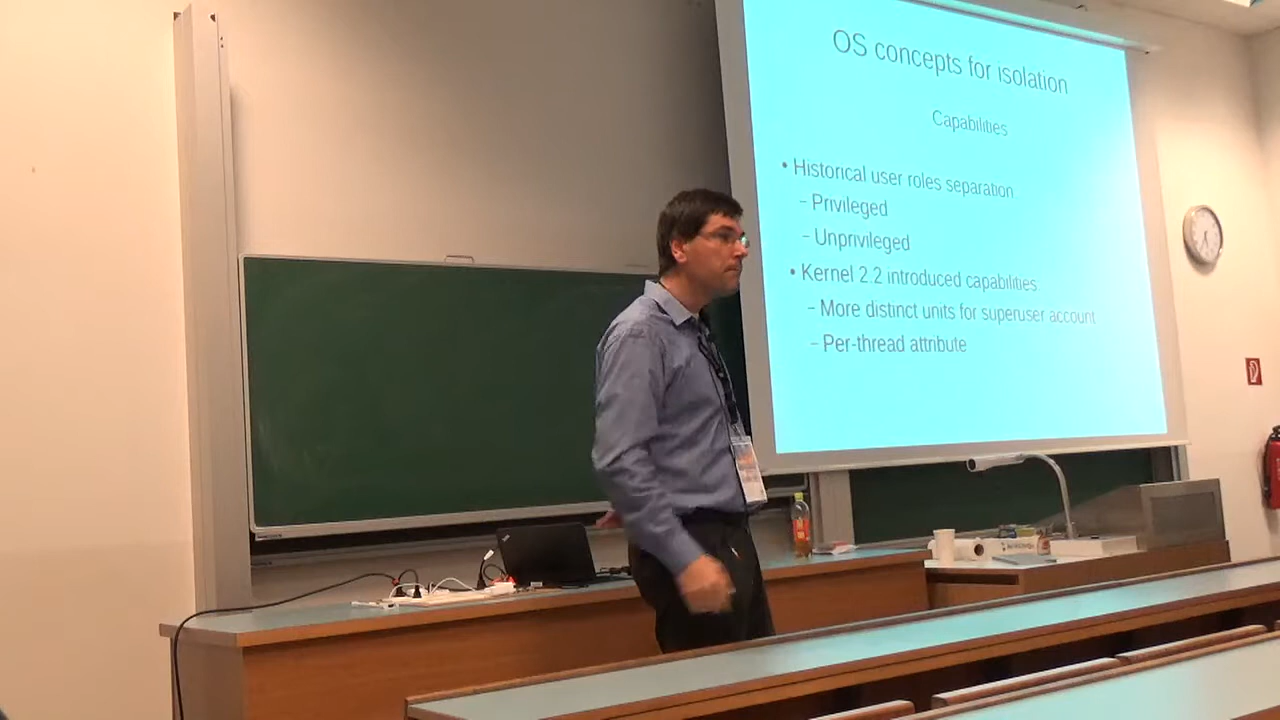 OS concepts for isolation
Capabilities
• Historical user roles separation
– Privileged
– Unprivileged
• Kernel 2.2 introduced capabilities
– More distinct units for superuser account
– Per-thread attribute